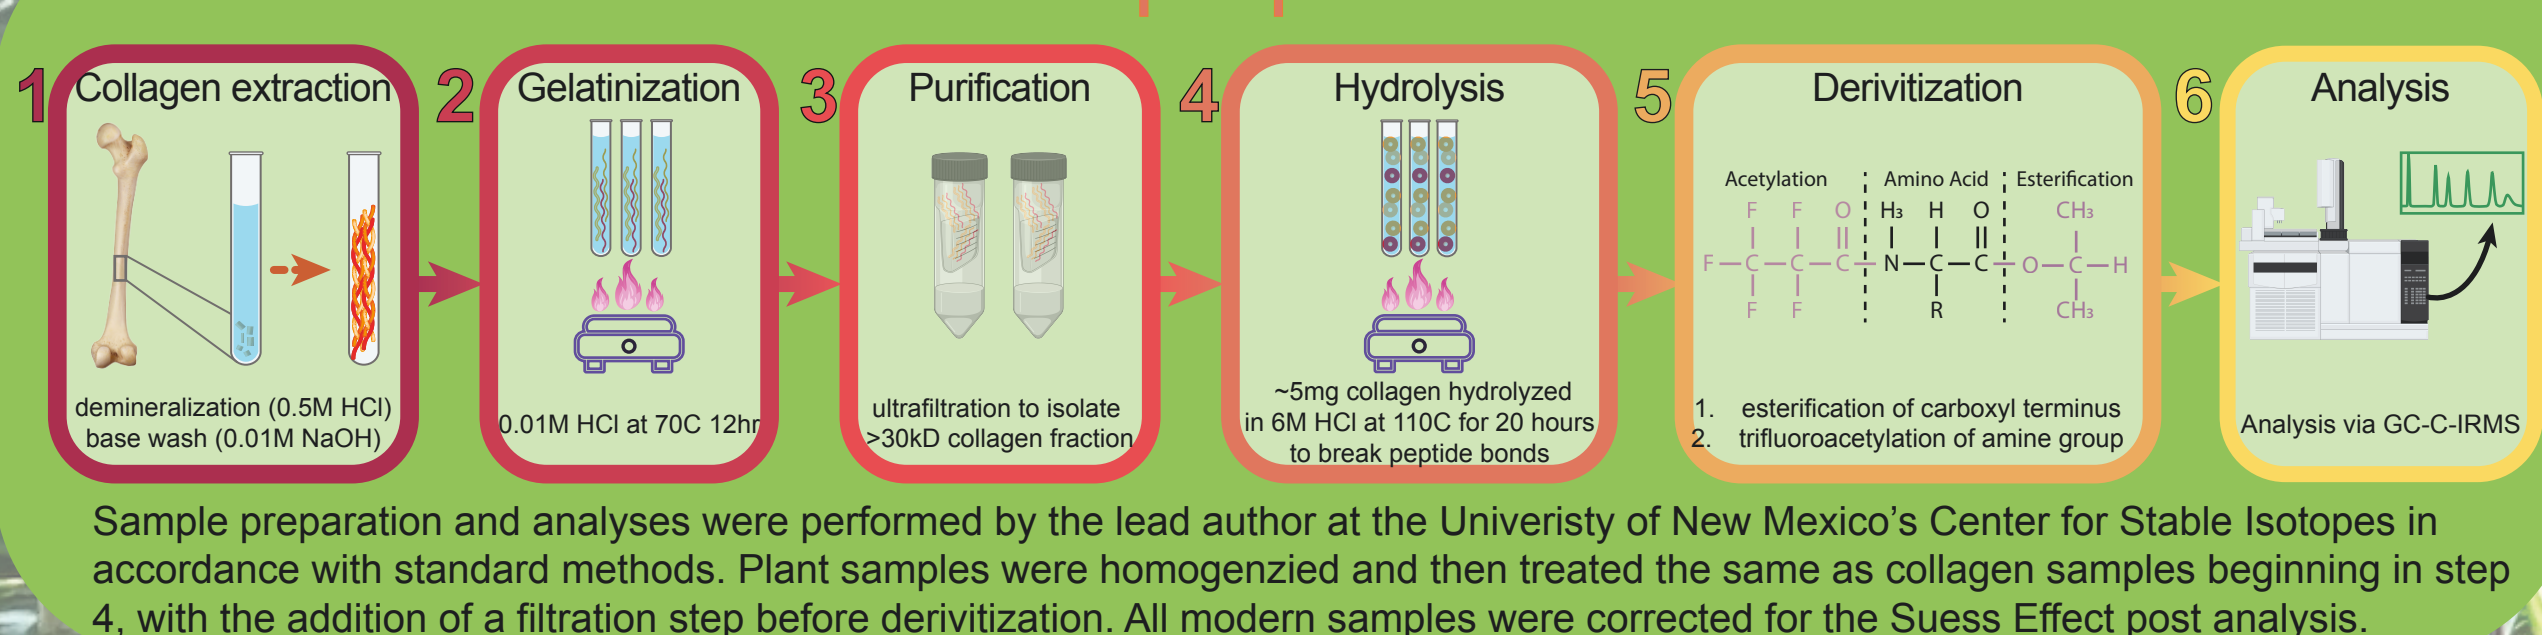 1
Collagen extraction
demineralization (0.5M HCl)
base wash (0.01M NaOH)
2
Gelatinization
0.01M HCl at 70C 12hr
3
Purification
ultrafiltration to isolate
>30kD collagen fraction
4
Hydrolysis
~5mg collagen hydrolyzed
in 6M HCl at 110C for 20 hours
to break peptide bonds
5
Derivitization
Acetylation Amino Acid Esterification
F F O H₃ H O CH₃
F C C C N C C O C H
F F R CH₃
1. esterification of carboxyl terminus
2. trifluoroacetylation of amine group
6
Analysis
Analysis via GC-C-IRMS
Sample preparation and analyses were performed by the lead author at the Univeristy of New Mexico’s Center for Stable Isotopes in
accordance with standard methods. Plant samples were homogenzied and then treated the same as collagen samples beginning in step
4, with the addition of a filtration step before derivitization. All modern samples were corrected for the Suess Effect post analysis.